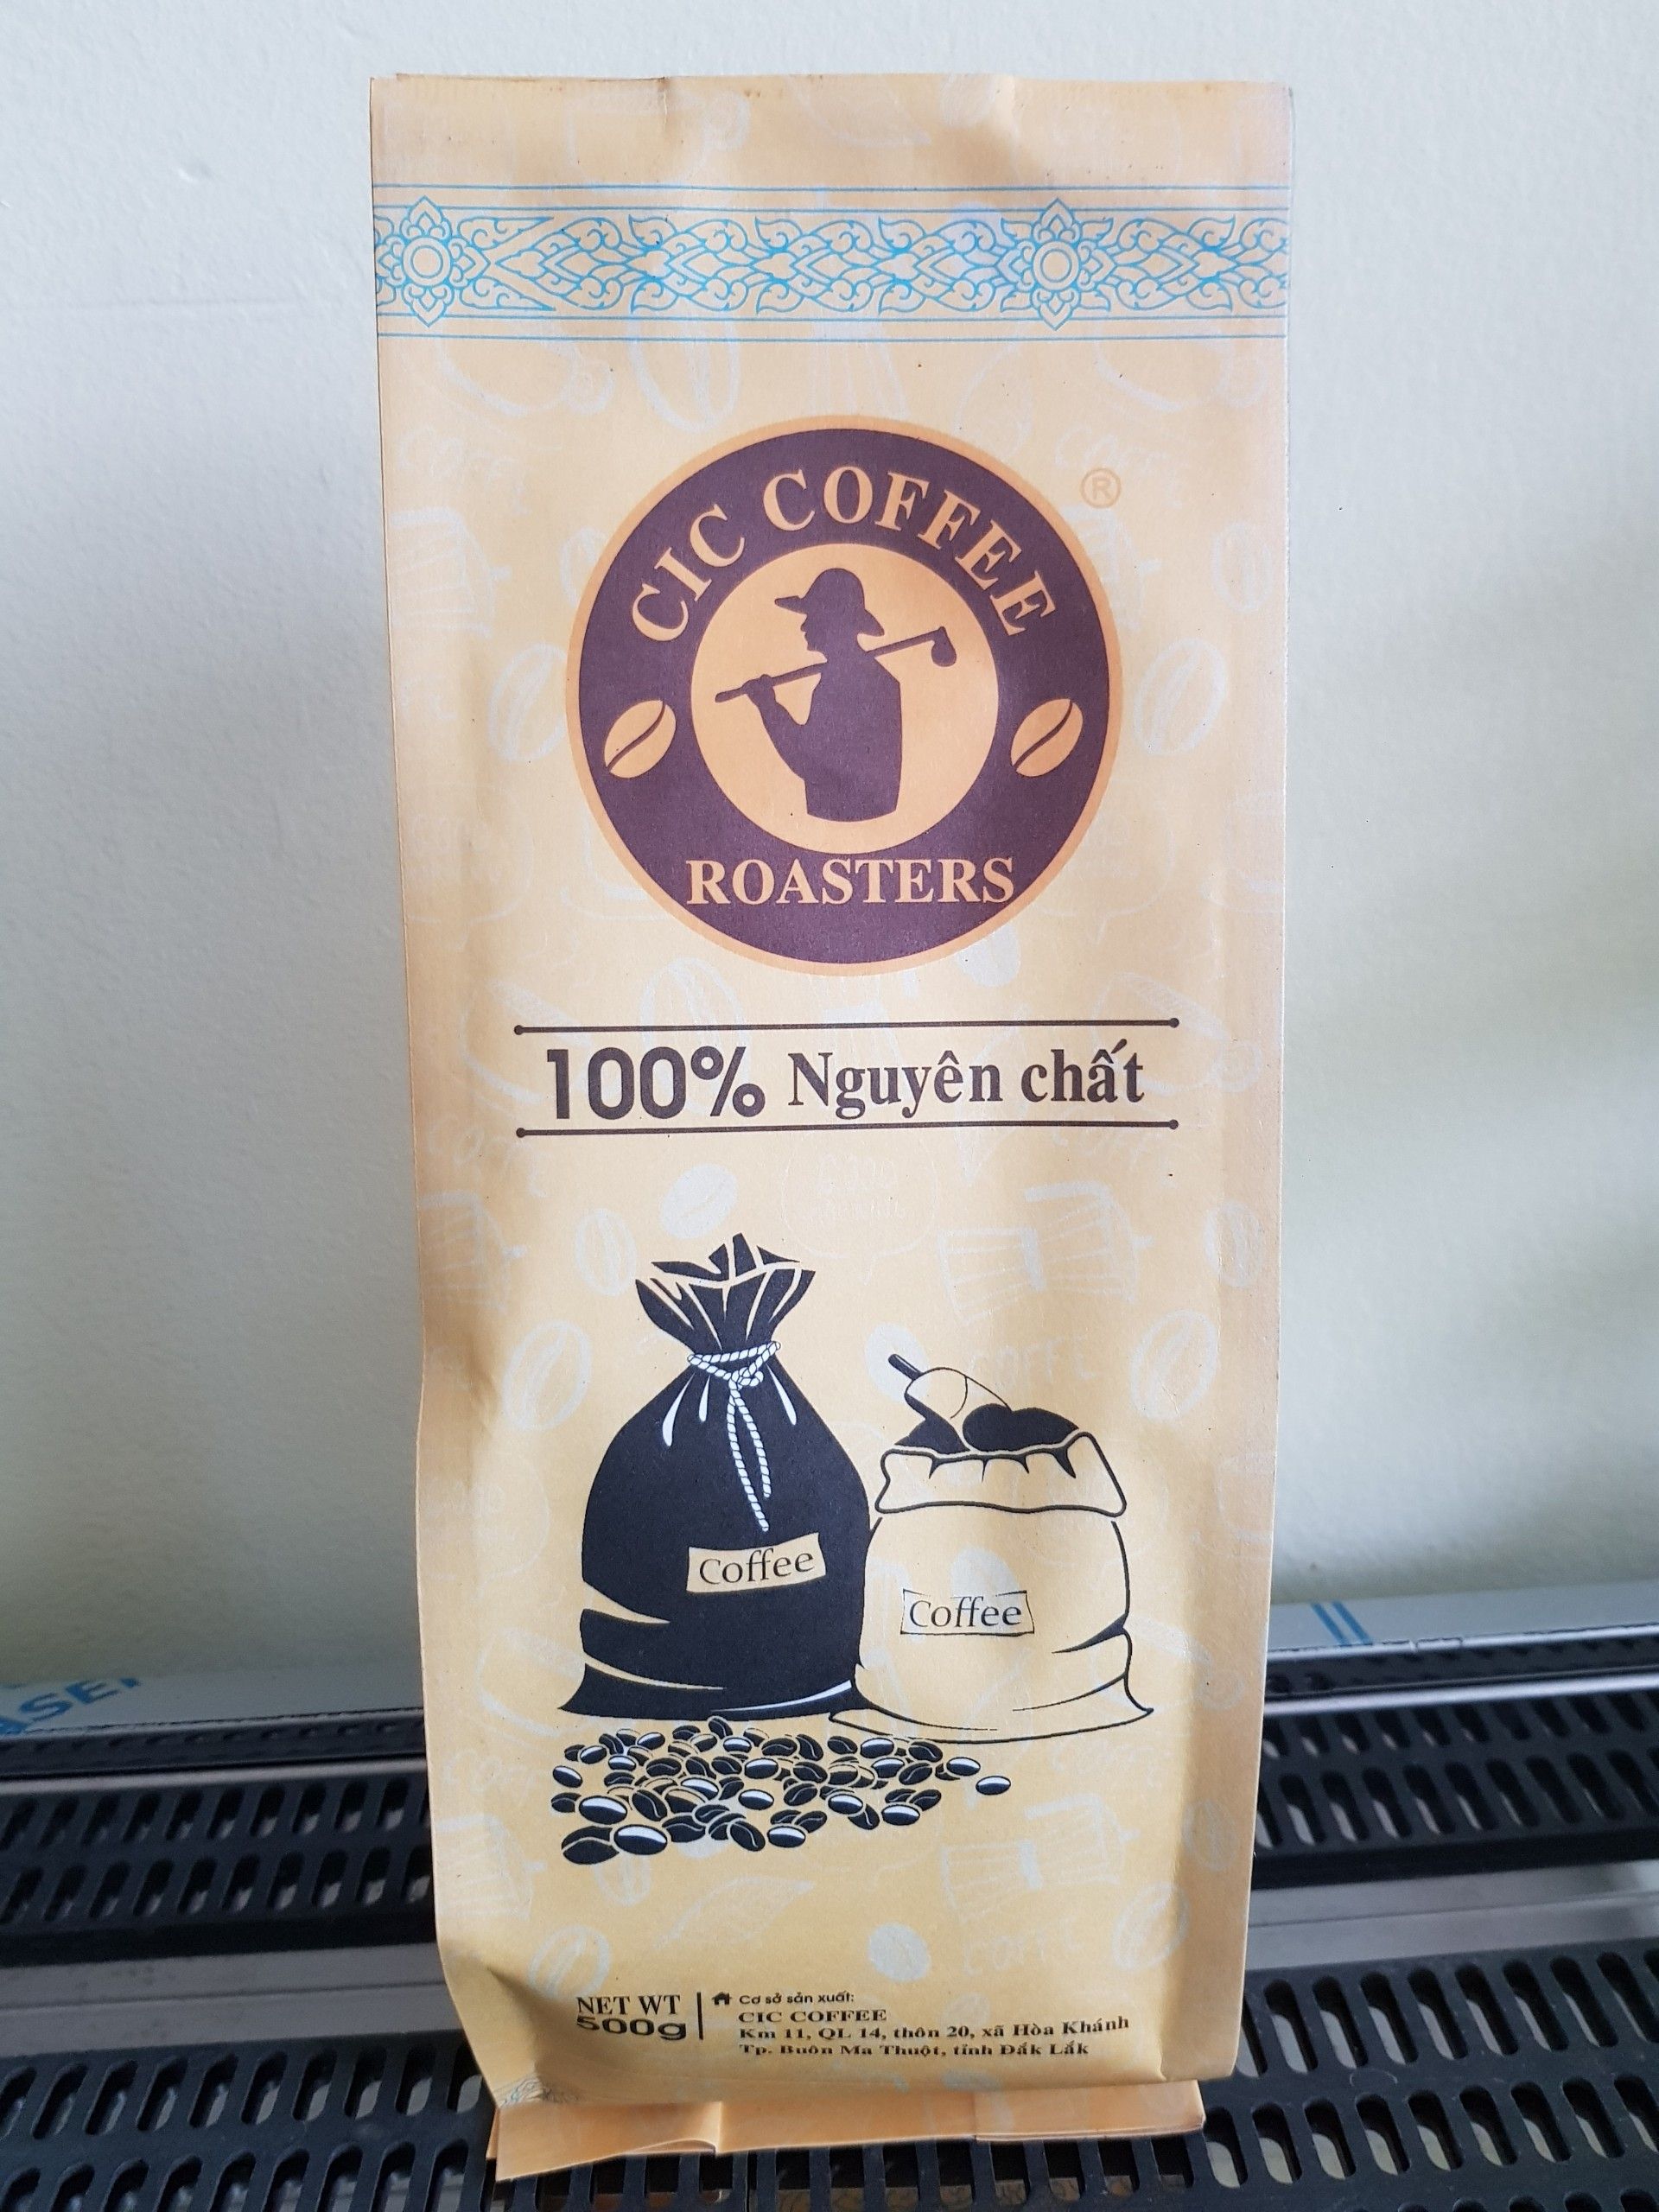 CIC COFFEE
®
ROASTERS
100% Nguyên chất
Coffee
Coffee
NET WT
500g
Cơ sở sản xuất:
CIC COFFEE
Km 11, QL 14, thôn 20, xã Hòa Khánh
Tp. Buôn Ma Thuột, tỉnh Đắk Lắk